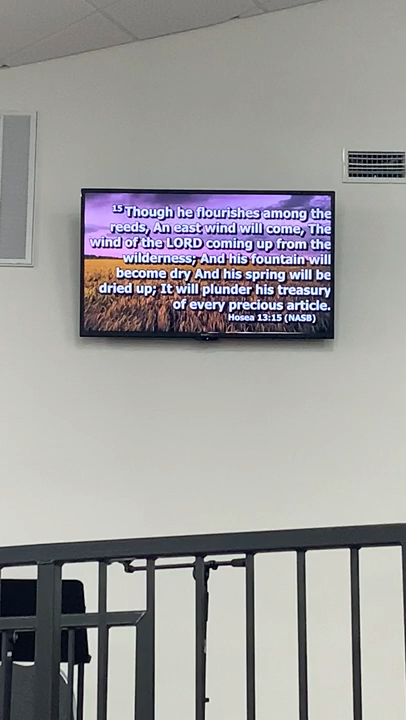 15 Though he flourishes among the
reeds, An east wind will come, The
wind of the LORD coming up from the
wilderness; And his fountain will
become dry And his spring will be
dried up; It will plunder his treasury
of every precious article.
Hosea 13:15 (NASB)